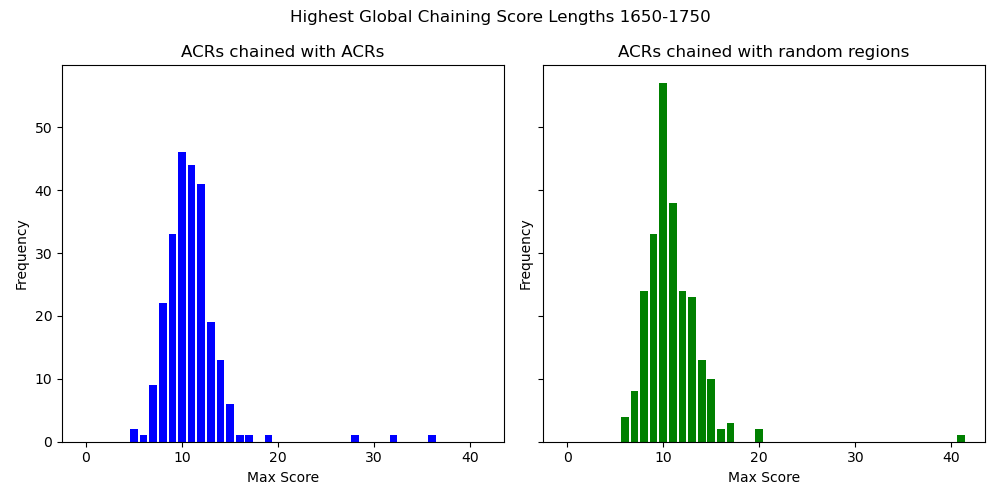 Highest Global Chaining Score Lengths 1650-1750
ACRs chained with ACRs
ACRs chained with random regions
Frequency
50
40
30
20
10
0
0 10 20 30 40
Max Score
Frequency
0 10 20 30 40
Max Score